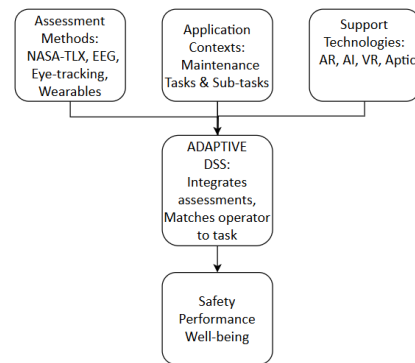 Assessment
Methods:
NASA-TLX, EEG,
Eye-tracking,
Wearables
Application
Contexts:
Maintenance
Tasks & Sub-tasks
Support
Technologies:
AR, AI, VR, Aptic
ADAPTIVE
DSS:
Integrates
assessments,
Matches operator
to task
Safety
Performance
Well-being